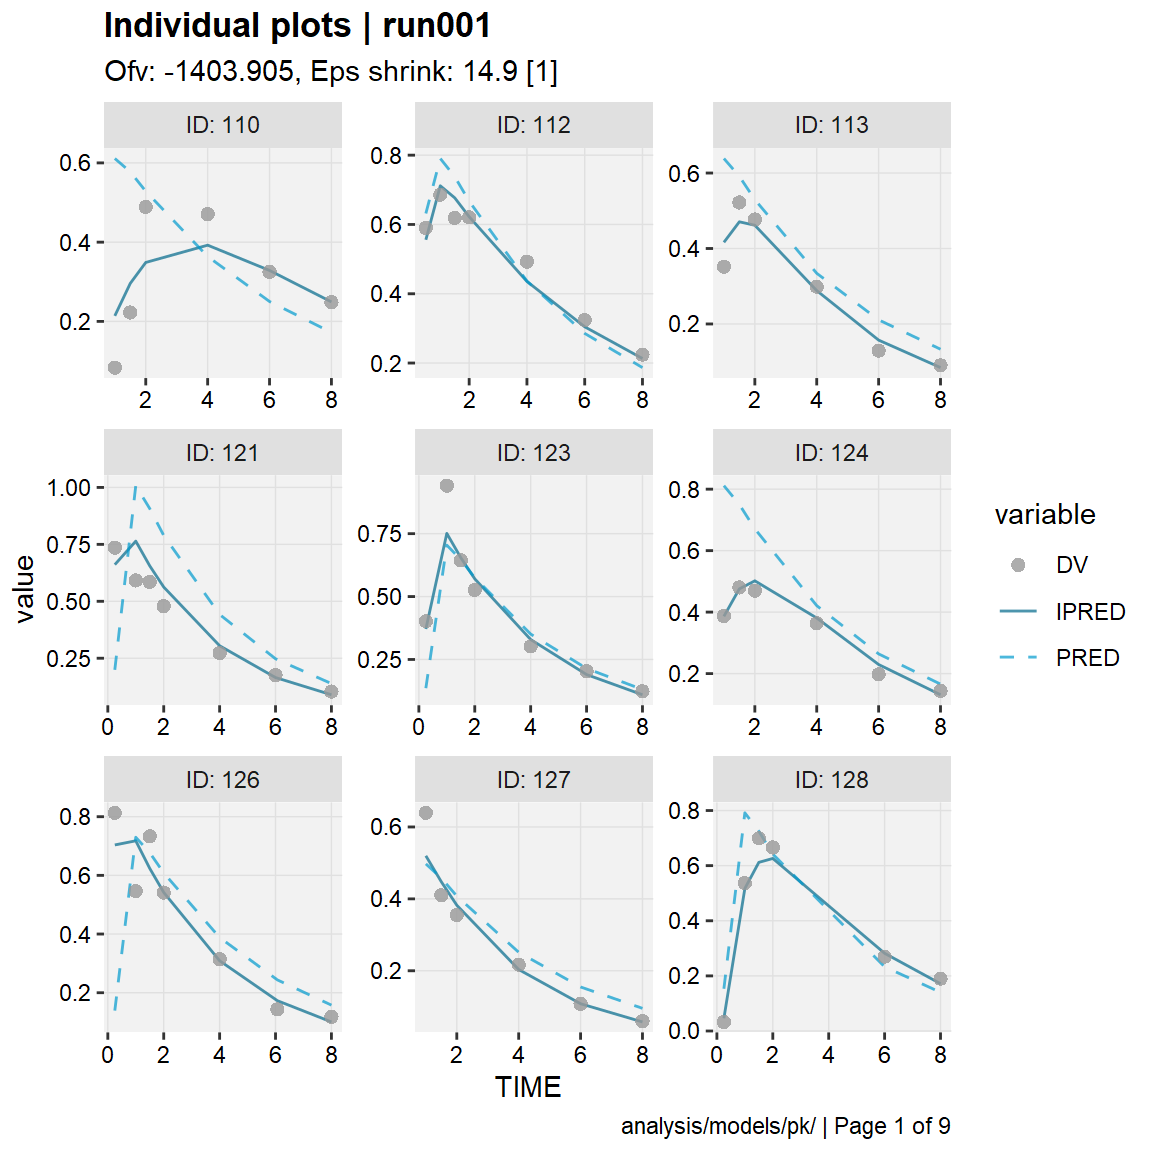 Individual plots | run001
Ofv: -1403.905, Eps shrink: 14.9 [1]
ID: 110
ID: 112
ID: 113
0.6
0.4
0.2
2 4 6 8
0.8
0.6
0.4
0.2
2 4 6 8
0.6
0.4
0.2
2 4 6 8
ID: 121
ID: 123
ID: 124
1.00
0.75
0.50
0.25
0 2 4 6 8
0.75
0.50
0.25
0 2 4 6 8
0.8
0.6
0.4
0.2
2 4 6 8
ID: 126
ID: 127
ID: 128
0.8
0.6
0.4
0.2
0 2 4 6 8
0.6
0.4
0.2
2 4 6 8
0.8
0.6
0.4
0.2
0.0
0 2 4 6 8
value
TIME
variable
DV
IPRED
PRED
analysis/models/pk/ | Page 1 of 9